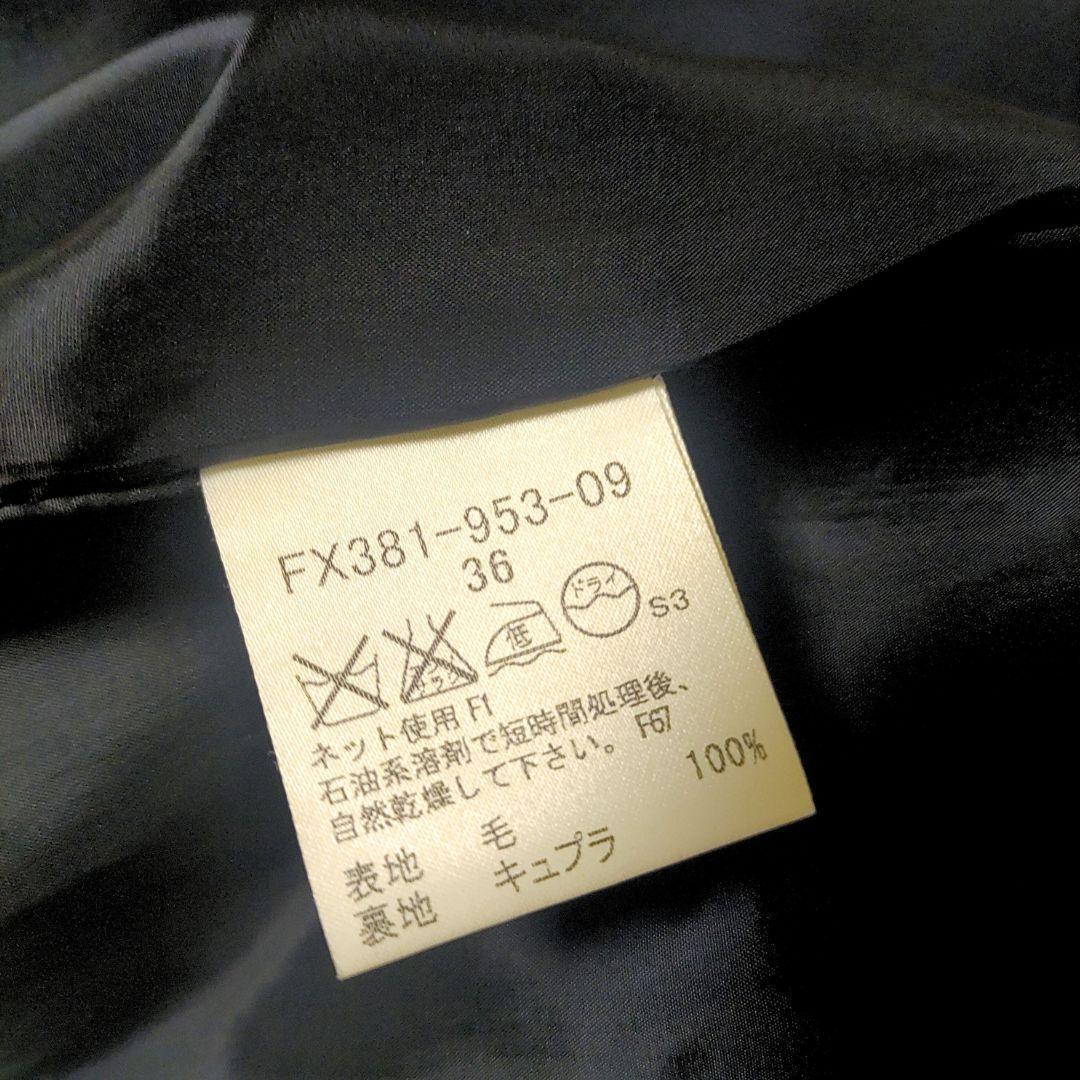 FX381-953-09
36
低 ドライ S3
ネット使用 F1
石油系溶剤で短時間処理後、
自然乾燥して下さい。 F67
表地 毛 100%
裏地 キュプラ